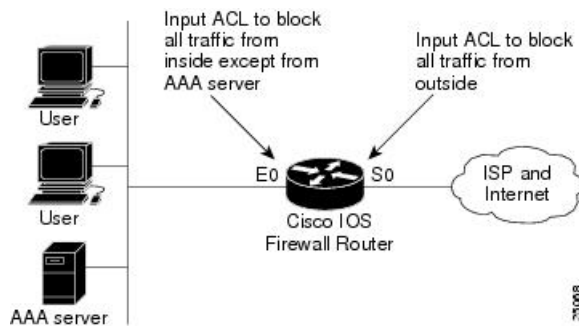 Input ACL to block
all traffic from
inside except from
AAA server
Input ACL to block
all traffic from
outside
User
User
AAA server
E0
S0
Cisco IOS
Firewall Router
ISP and
Internet